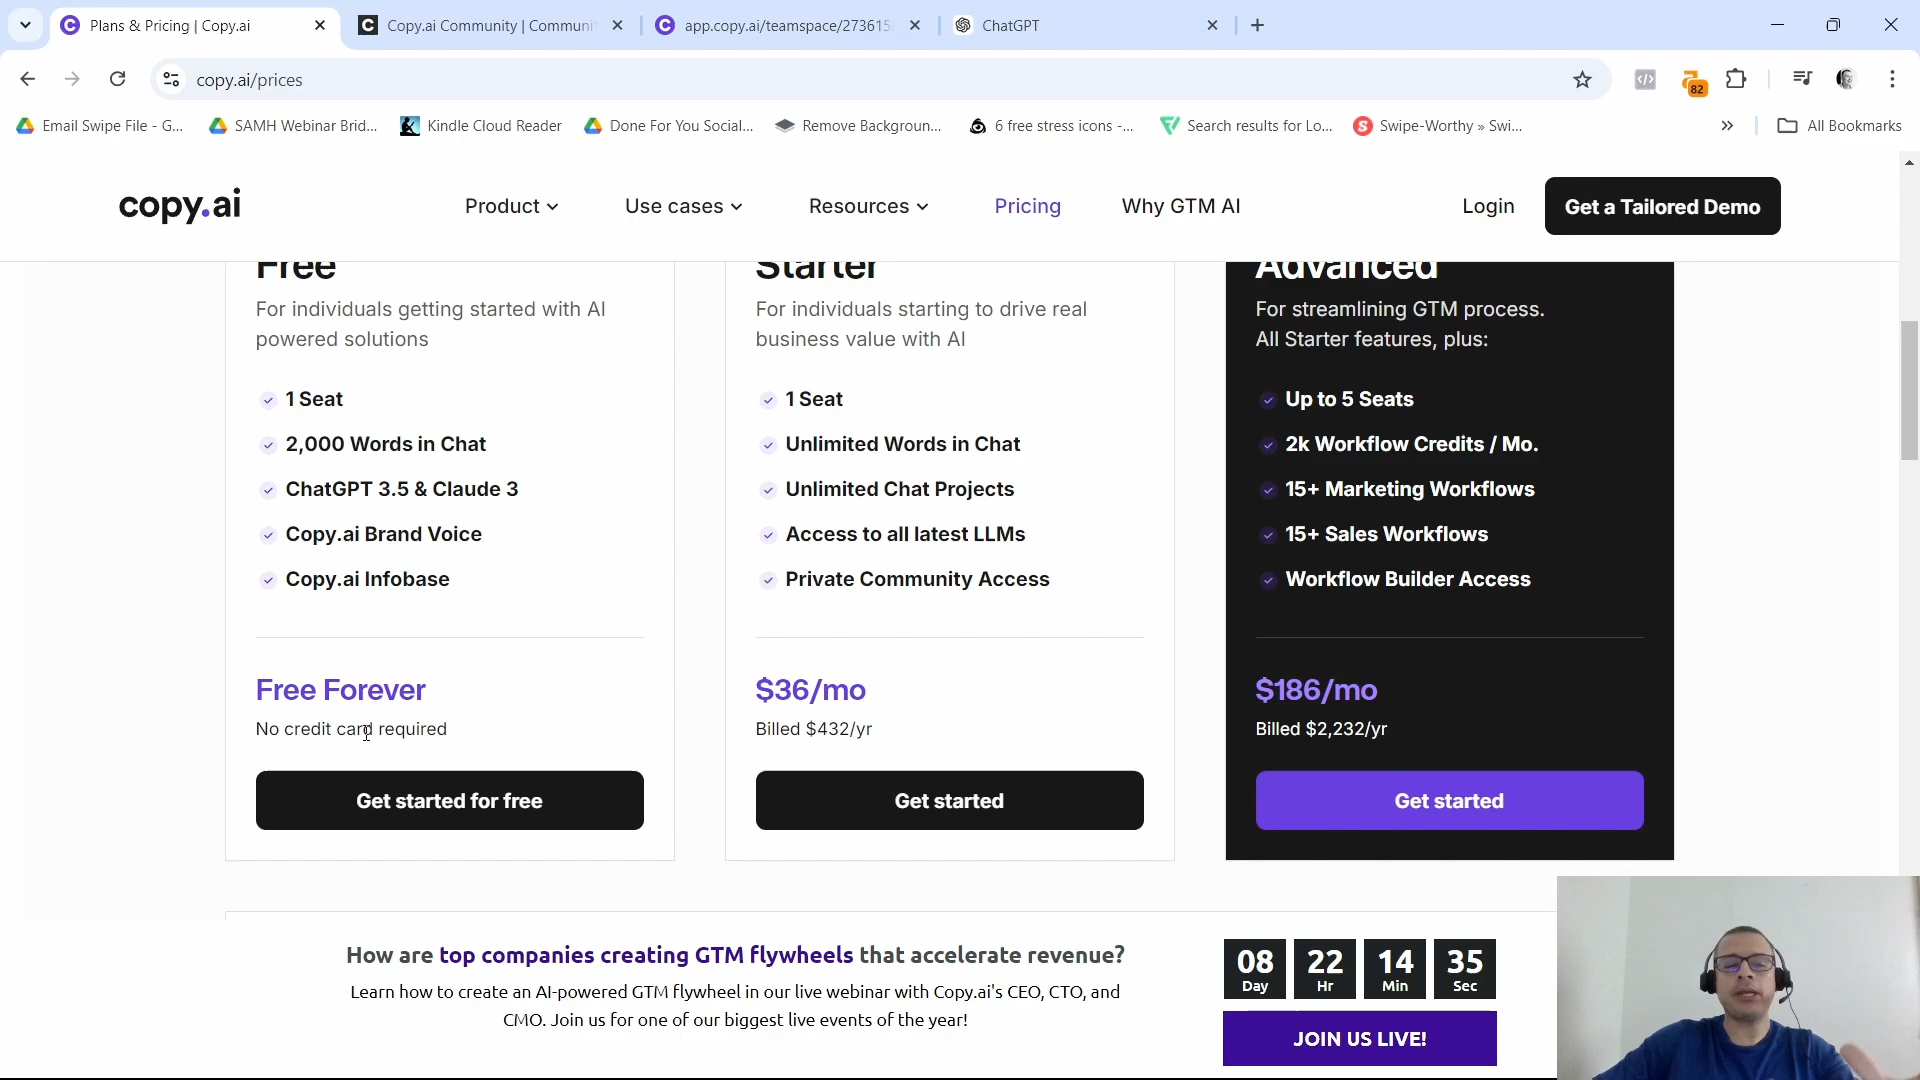 Plans & Pricing | Copy.ai
Copy.ai Community | Communi
app.copy.ai/teamspace/273615
ChatGPT
copy.ai/prices
82
Email Swipe File - G...
SAMH Webinar Brid...
Kindle Cloud Reader
Done For You Social...
Remove Backgroun...
6 free stress icons -...
Search results for Lo...
Swipe-Worthy » Swi...
All Bookmarks
copy.ai
Product
Use cases
Resources
Pricing
Why GTM AI
Login
Get a Tailored Demo
Free
For individuals getting started with AI
powered solutions
1 Seat
2,000 Words in Chat
ChatGPT 3.5 & Claude 3
Copy.ai Brand Voice
Copy.ai Infobase
Free Forever
No credit card required
Get started for free
Starter
For individuals starting to drive real
business value with AI
1 Seat
Unlimited Words in Chat
Unlimited Chat Projects
Access to all latest LLMs
Private Community Access
$36/mo
Billed $432/yr
Get started
Advanced
For streamlining GTM process.
All Starter features, plus:
Up to 5 Seats
2k Workflow Credits / Mo.
15+ Marketing Workflows
15+ Sales Workflows
Workflow Builder Access
$186/mo
Billed $2,232/yr
Get started
How are top companies creating GTM flywheels that accelerate revenue?
Learn how to create an AI-powered GTM flywheel in our live webinar with Copy.ai's CEO, CTO, and
CMO. Join us for one of our biggest live events of the year!
08 22 14 35
Day Hr Min Sec
JOIN US LIVE!